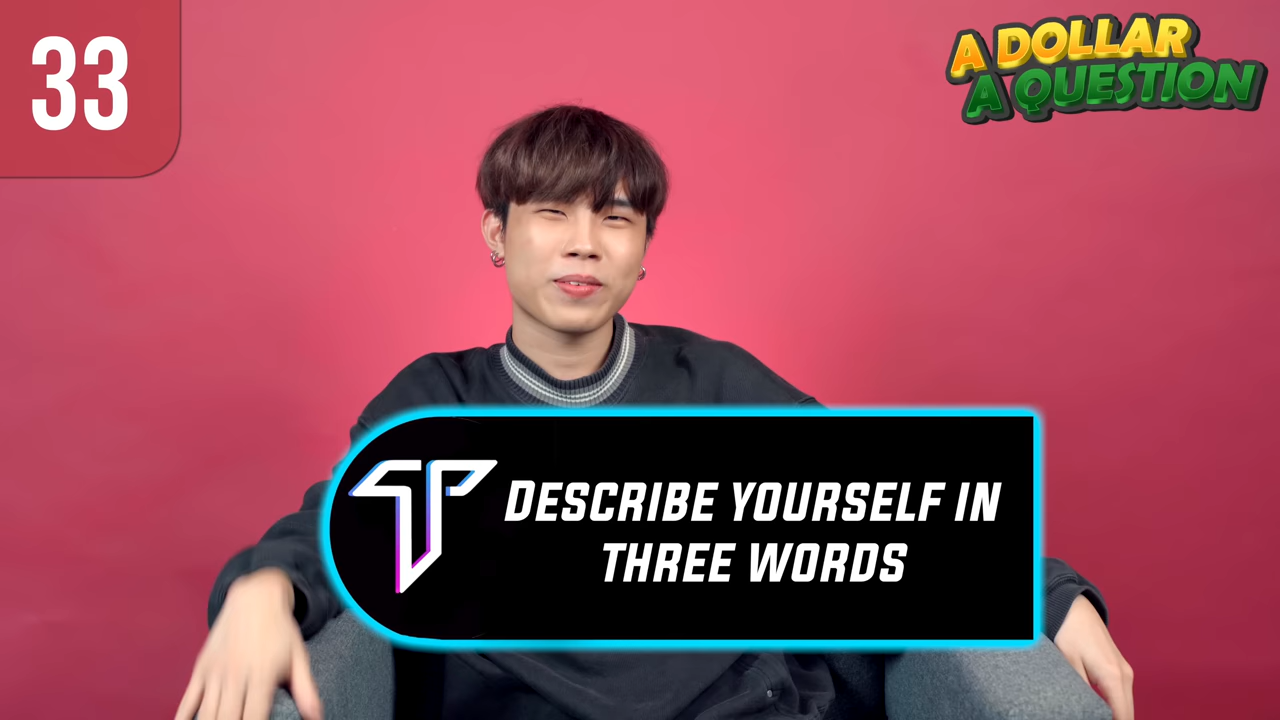 33
A DOLLAR
A QUESTION
DESCRIBE YOURSELF IN
THREE WORDS